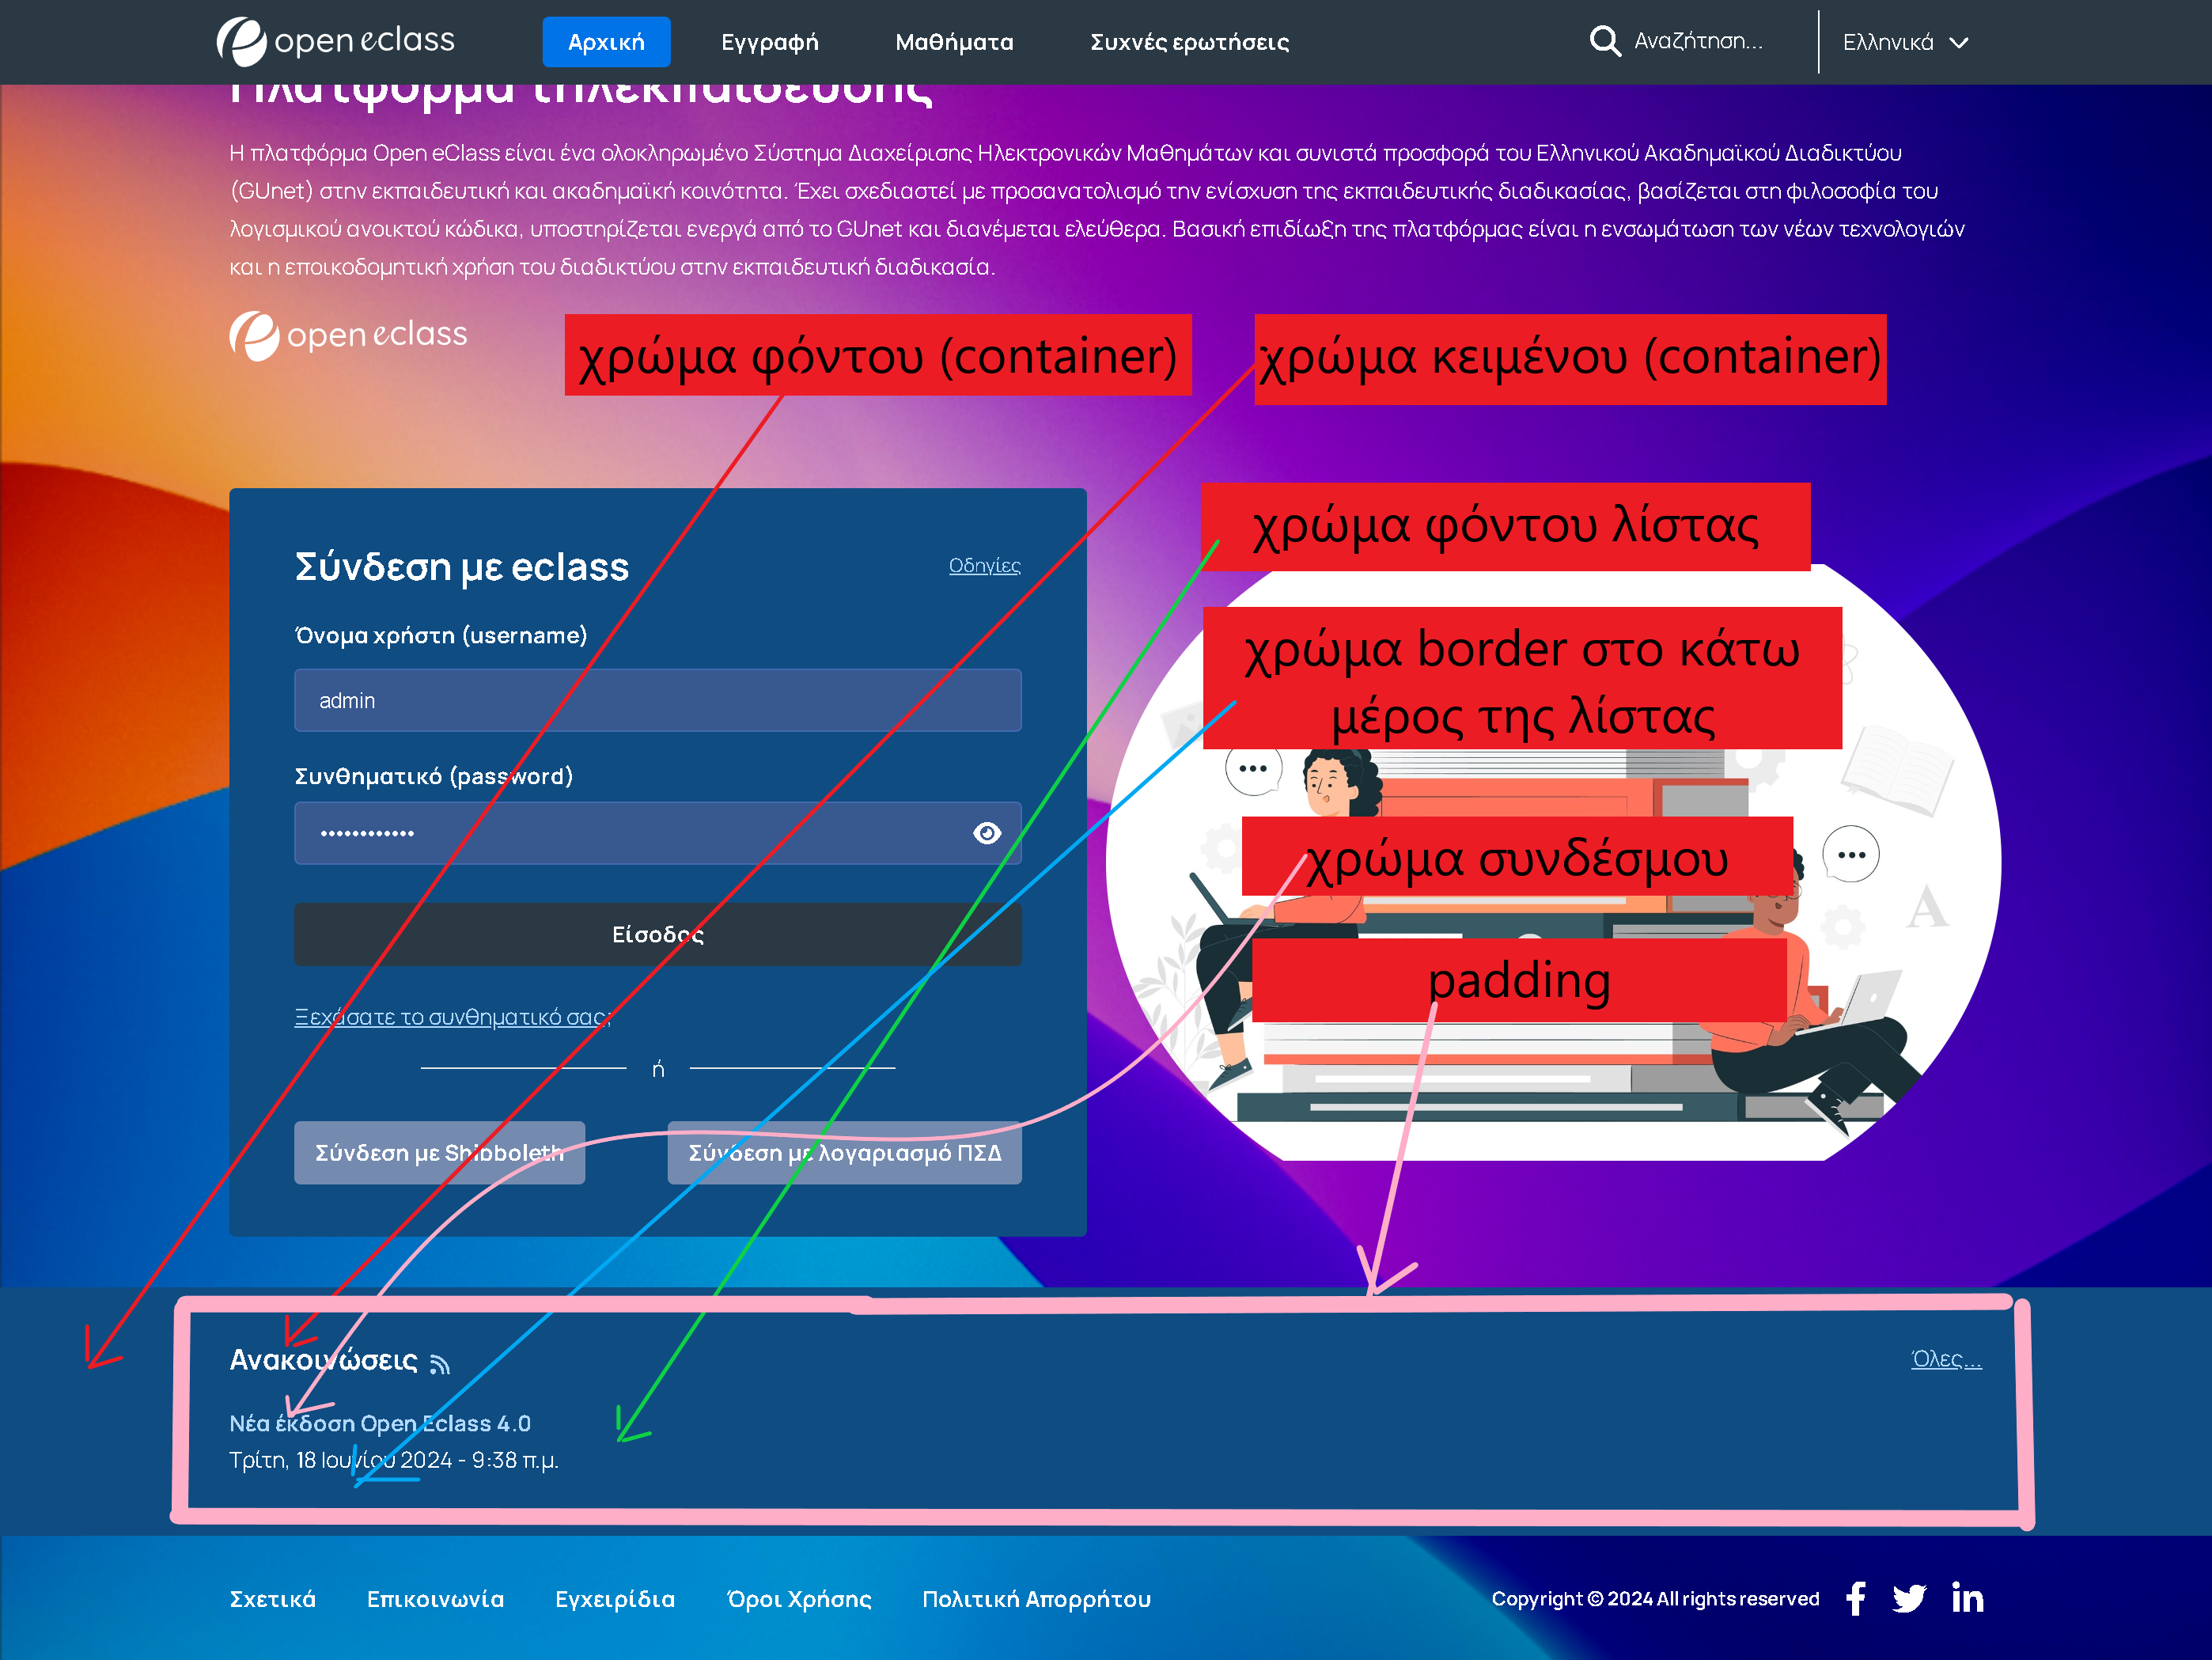 open eclass
Αρχική
Εγγραφή
Μαθήματα
Συχνές ερωτήσεις
Αναζήτηση...
Ελληνικά
Πλατφόρμα τηλεκπαίδευσης
Η πλατφόρμα Open eClass είναι ένα ολοκληρωμένο Σύστημα Διαχείρισης Ηλεκτρονικών Μαθημάτων και συνιστά προσφορά του Ελληνικού Ακαδημαϊκού Διαδικτύου
(GUnet) στην εκπαιδευτική και ακαδημαϊκή κοινότητα. Έχει σχεδιαστεί με προσανατολισμό την ενίσχυση της εκπαιδευτικής διαδικασίας, βασίζεται στη φιλοσοφία του
λογισμικού ανοικτού κώδικα, υποστηρίζεται ενεργά από το GUnet και διανέμεται ελεύθερα. Βασική επιδίωξη της πλατφόρμας είναι η ενσωμάτωση των νέων τεχνολογιών
και η εποικοδομητική χρήση του διαδικτύου στην εκπαιδευτική διαδικασία.
open eclass
χρώμα φόντου (container)
χρώμα κειμένου (container)
χρώμα φόντου λίστας
χρώμα border στο κάτω
μέρος της λίστας
χρώμα συνδέσμου
padding
A
Σύνδεση με eclass
Οδηγίες
Όνομα χρήστη (username)
admin
Συνθηματικό (password)
••••••••••••
Είσοδος
Ξεχάσατε το συνθηματικό σας;
ή
Σύνδεση με Shibboleth
Σύνδεση με λογαριασμό ΠΣΔ
Ανακοινώσεις
Όλες...
Νέα έκδοση Open Eclass 4.0
Τρίτη, 18 Ιουνίου 2024 - 9:38 π.μ.
Σχετικά
Επικοινωνία
Εγχειρίδια
Όροι Χρήσης
Πολιτική Απορρήτου
Copyright © 2024 All rights reserved